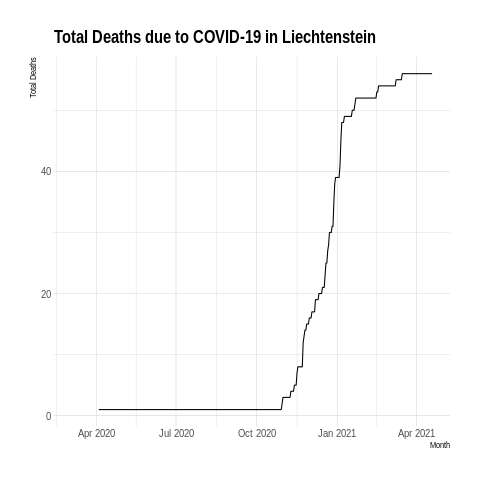 Total Deaths due to COVID-19 in Liechtenstein
Total Deaths
40
20
0
Apr 2020 Jul 2020 Oct 2020 Jan 2021 Apr 2021
Month